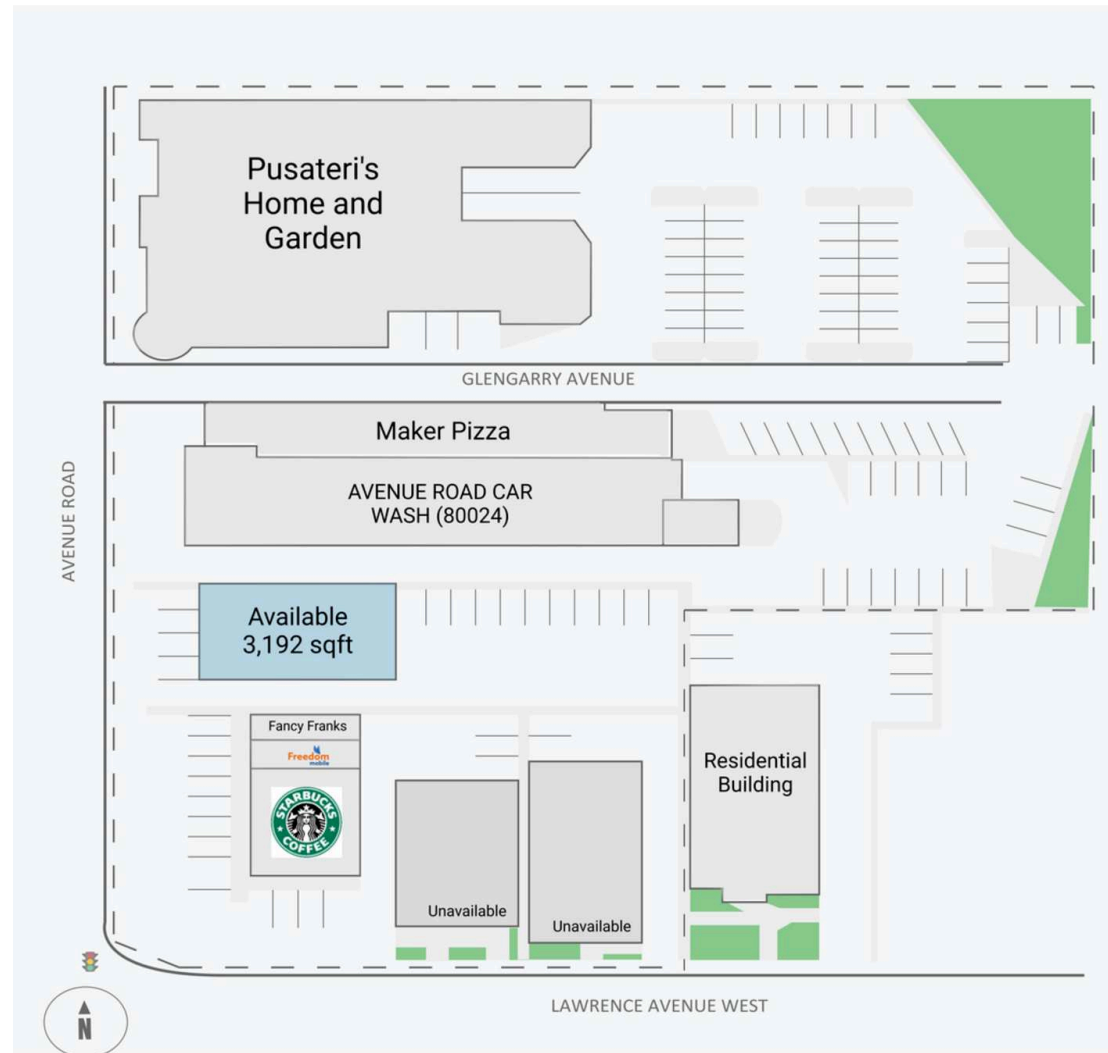 Pusateri's
Home and
Garden
GLENGARRY AVENUE
Maker Pizza
AVENUE ROAD CAR
WASH (80024)
AVENUE ROAD
Available
3,192 sqft
Fancy Franks
Freedom
mobile
STARBUCKS
COFFEE
Residential
Building
Unavailable
Unavailable
LAWRENCE AVENUE WEST
N